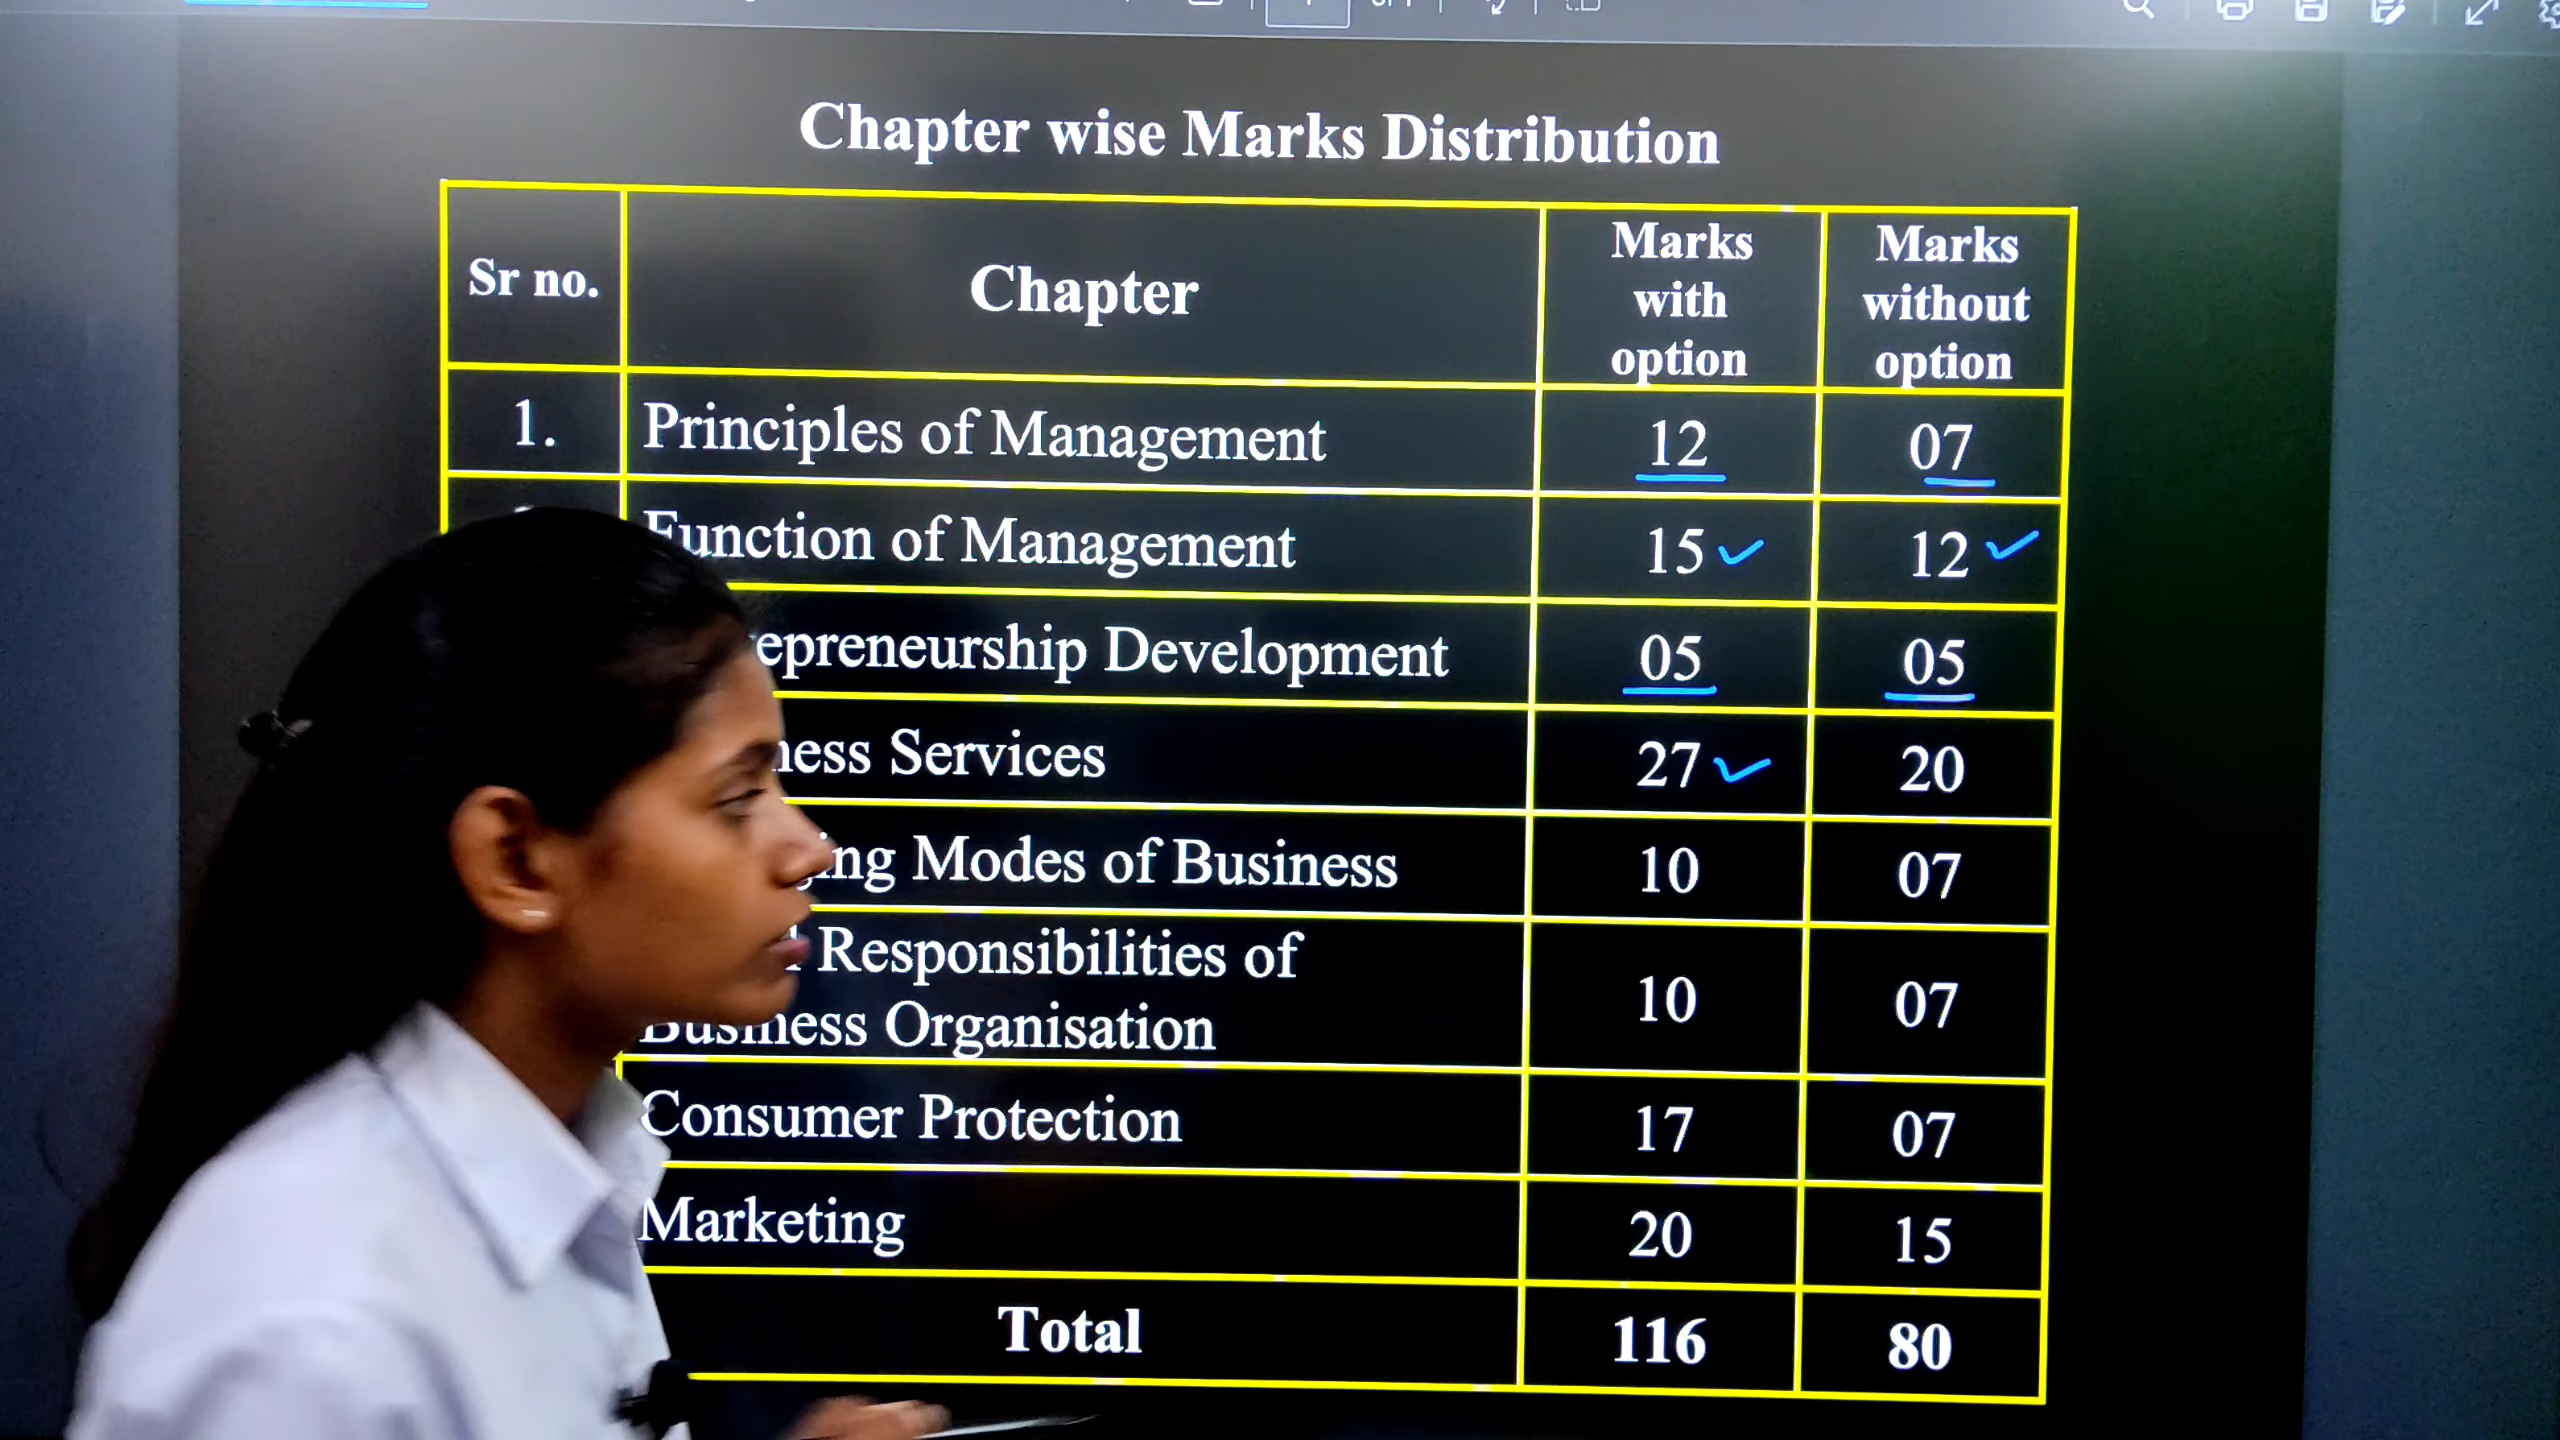 Chapter wise Marks Distribution
Sr no. Chapter Marks with option Marks without option
1. Principles of Management 12 07
Function of Management 15 12
epreneurship Development 05 05
ness Services 27 20
ing Modes of Business 10 07
Responsibilities of
Business Organisation 10 07
Consumer Protection 17 07
Marketing 20 15
Total 116 80